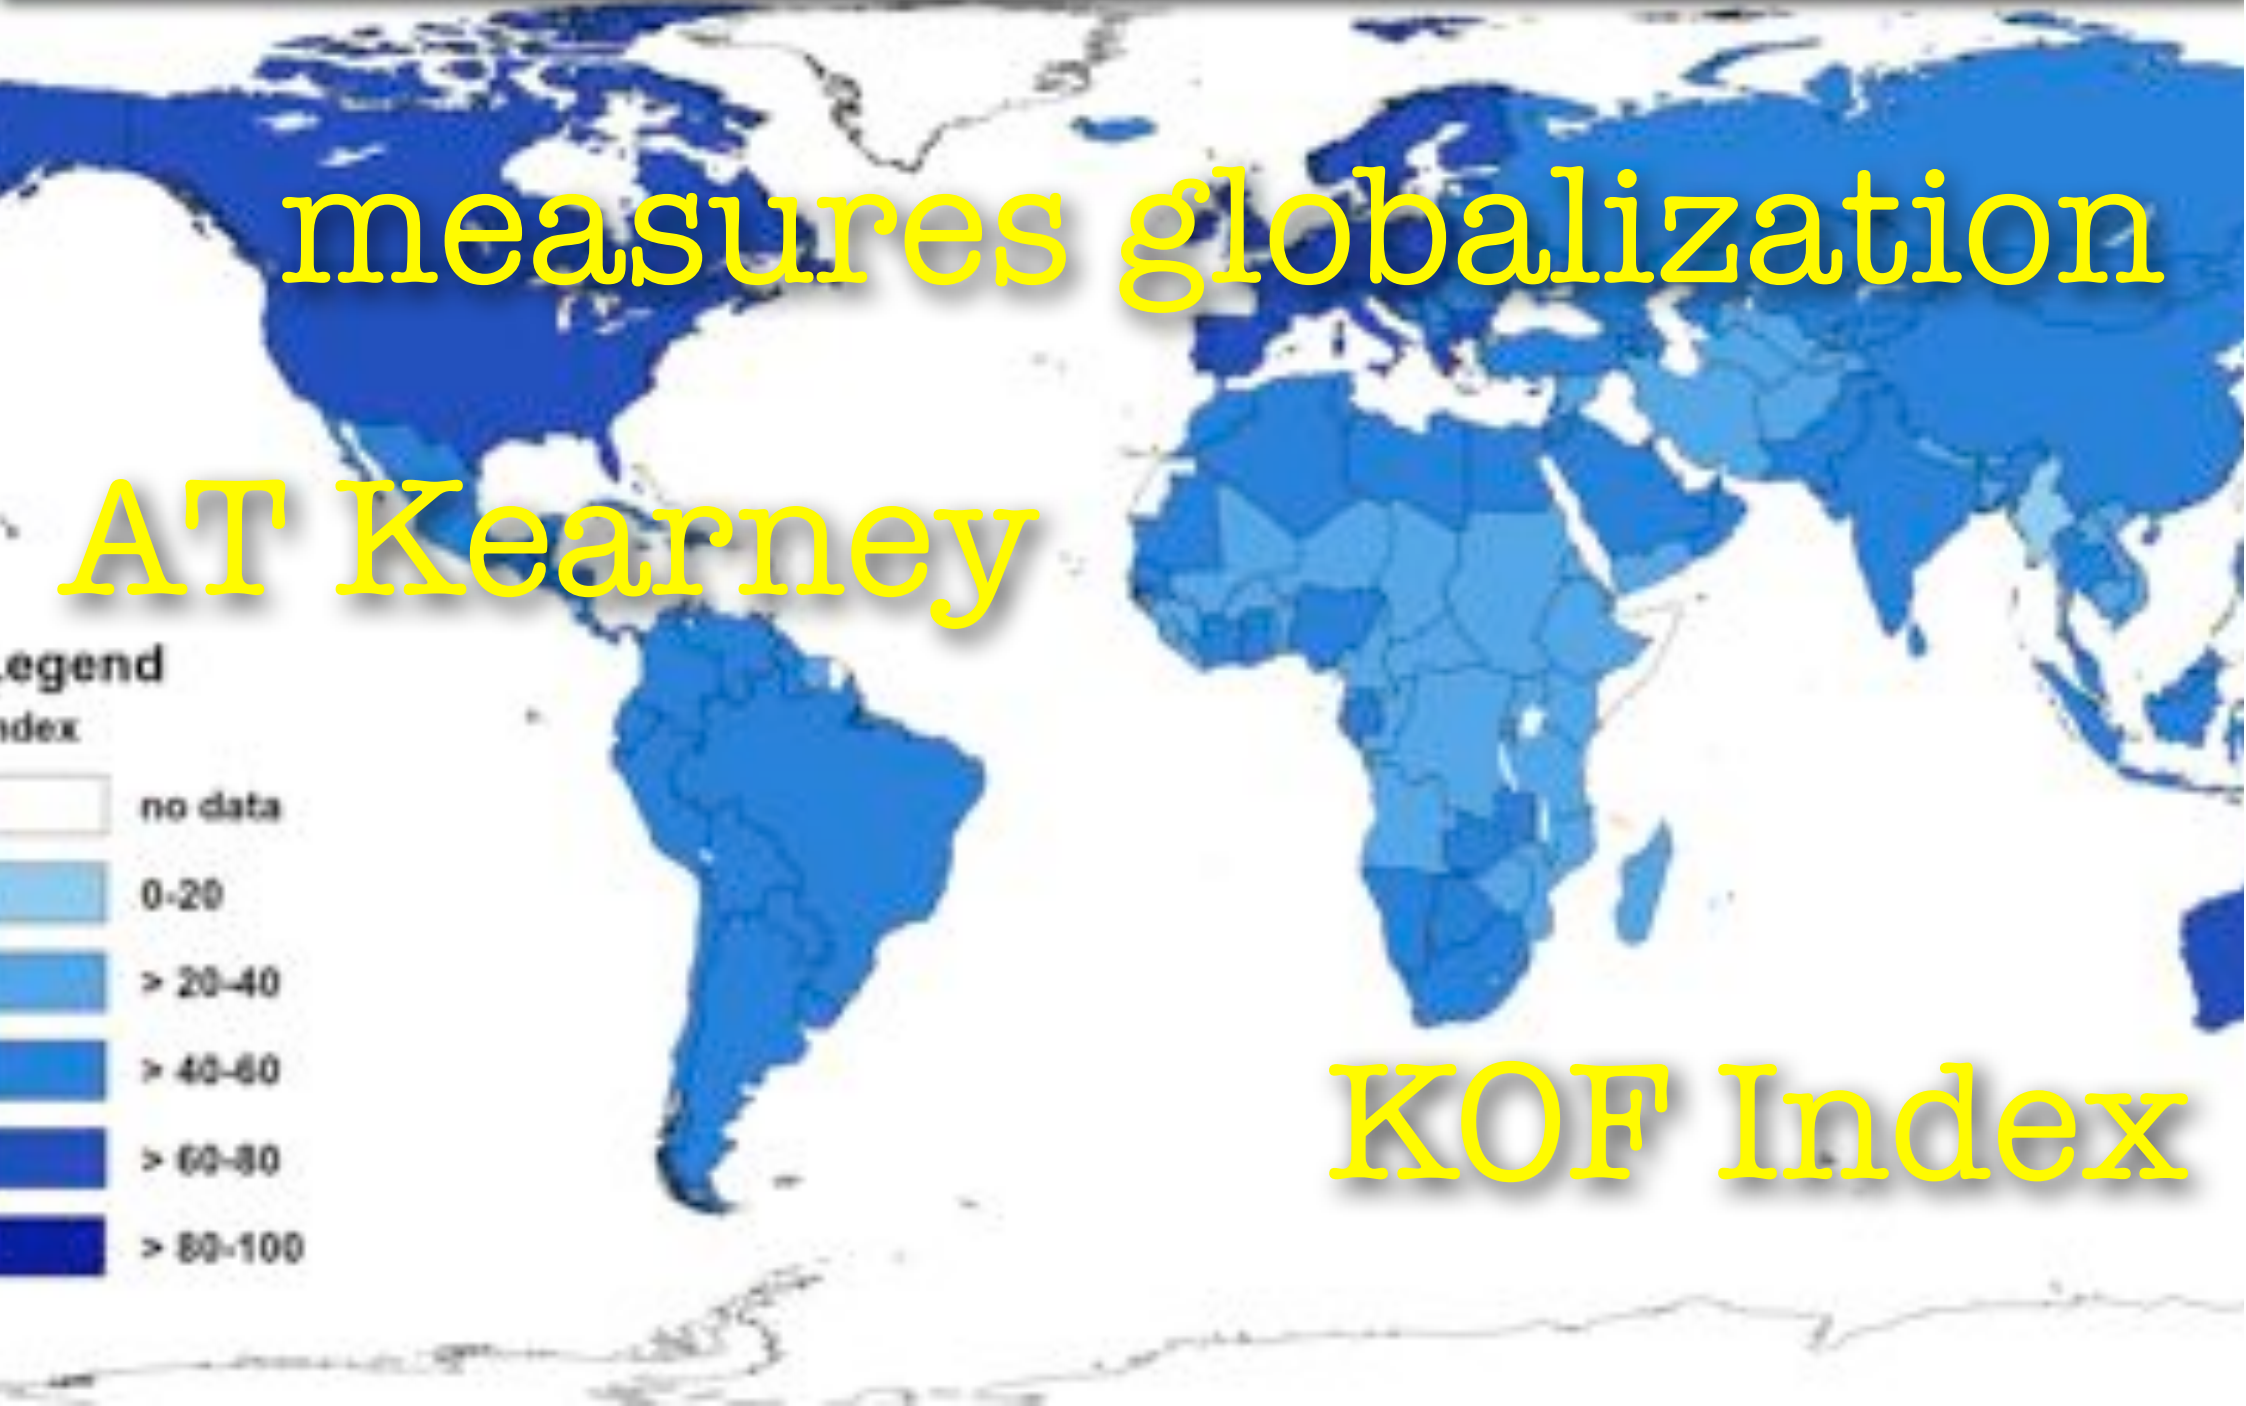 measures globalization
AT Kearney
egend
ndex
no data
0-20
> 20-40
> 40-60
> 60-80
> 80-100
KOF Index